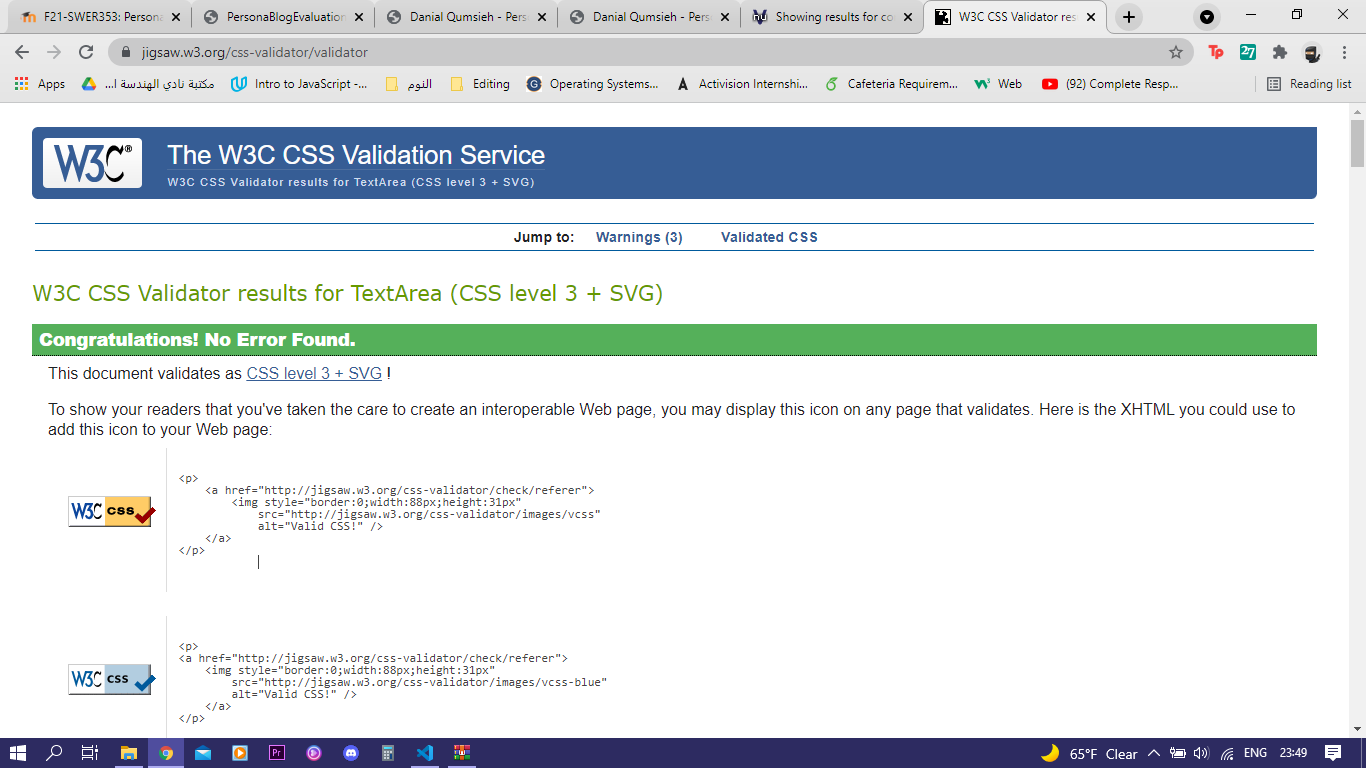 F21-SWER353: Persona
PersonaBlogEvaluation
Danial Qumsieh - Pers
Danial Qumsieh - Pers
Showing results for co
W3C CSS Validator res
jigsaw.w3.org/css-validator/validator
Apps
مكتبة نادي الهندسة ا...
Intro to JavaScript -...
النوم
Editing
Operating Systems...
Activision Internshi...
Cafeteria Requirem...
Web
(92) Complete Resp...
Reading list
W3C®
The W3C CSS Validation Service
W3C CSS Validator results for TextArea (CSS level 3 + SVG)
Jump to: Warnings (3) Validated CSS
W3C CSS Validator results for TextArea (CSS level 3 + SVG)
Congratulations! No Error Found.
This document validates as CSS level 3 + SVG !
To show your readers that you've taken the care to create an interoperable Web page, you may display this icon on any page that validates. Here is the XHTML you could use to
add this icon to your Web page:
W3C CSS
<p>
<a href="http://jigsaw.w3.org/css-validator/check/referer">
<img style="border:0;width:88px;height:31px"
src="http://jigsaw.w3.org/css-validator/images/vcss"
alt="Valid CSS!" />
</a>
</p>
W3C CSS
<p>
<a href="http://jigsaw.w3.org/css-validator/check/referer">
<img style="border:0;width:88px;height:31px"
src="http://jigsaw.w3.org/css-validator/images/vcss-blue"
alt="Valid CSS!" />
</a>
</p>
Pr
65°F Clear
ENG
23:49